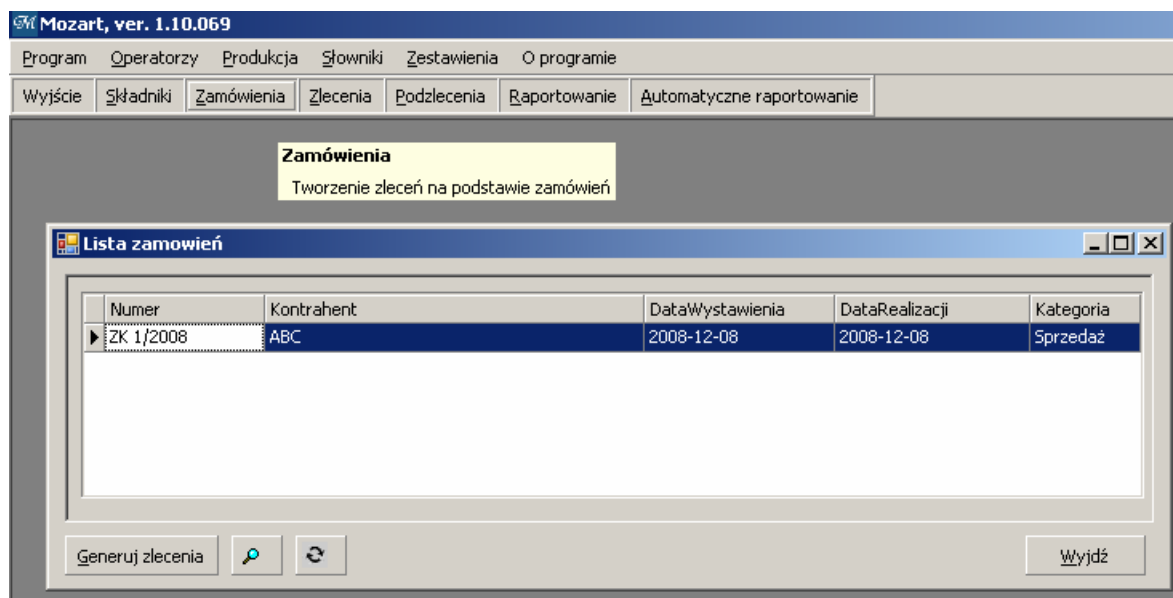 Mozart, ver. 1.10.069
Program Operatorzy Produkcja Słowniki Zestawienia O programie
Wyjście Składniki Zamówienia Zlecenia Podzlecenia Raportowanie Automatyczne raportowanie
Zamówienia
Tworzenie zleceń na podstawie zamówień
Lista zamowień
Numer Kontrahent DataWystawienia DataRealizacji Kategoria
ZK 1/2008 ABC 2008-12-08 2008-12-08 Sprzedaż
Generuj zlecenia Wyjdź